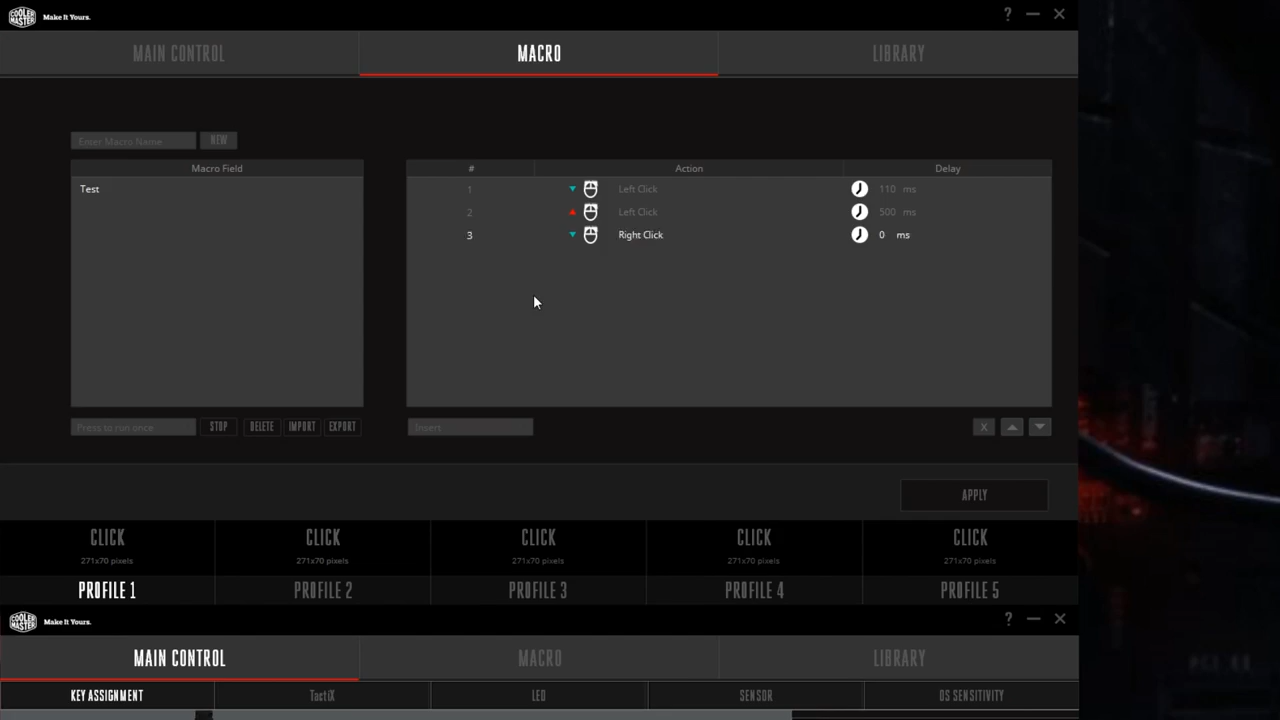 COOLER MASTER Make It Yours. ?
MAIN CONTROL MACRO LIBRARY
Enter Macro Name NEW
Macro Field # Action Delay
Test 1 Left Click 110 ms
2 Left Click 500 ms
3 Right Click 0 ms
Press to run once STOP DELETE IMPORT EXPORT Insert X
APPLY
CLICK CLICK CLICK CLICK CLICK
271x70 pixels 271x70 pixels 271x70 pixels 271x70 pixels 271x70 pixels
PROFILE 1 PROFILE 2 PROFILE 3 PROFILE 4 PROFILE 5
COOLER MASTER Make It Yours. ?
MAIN CONTROL MACRO LIBRARY
KEY ASSIGNMENT TactiX LED SENSOR OS SENSITIVITY